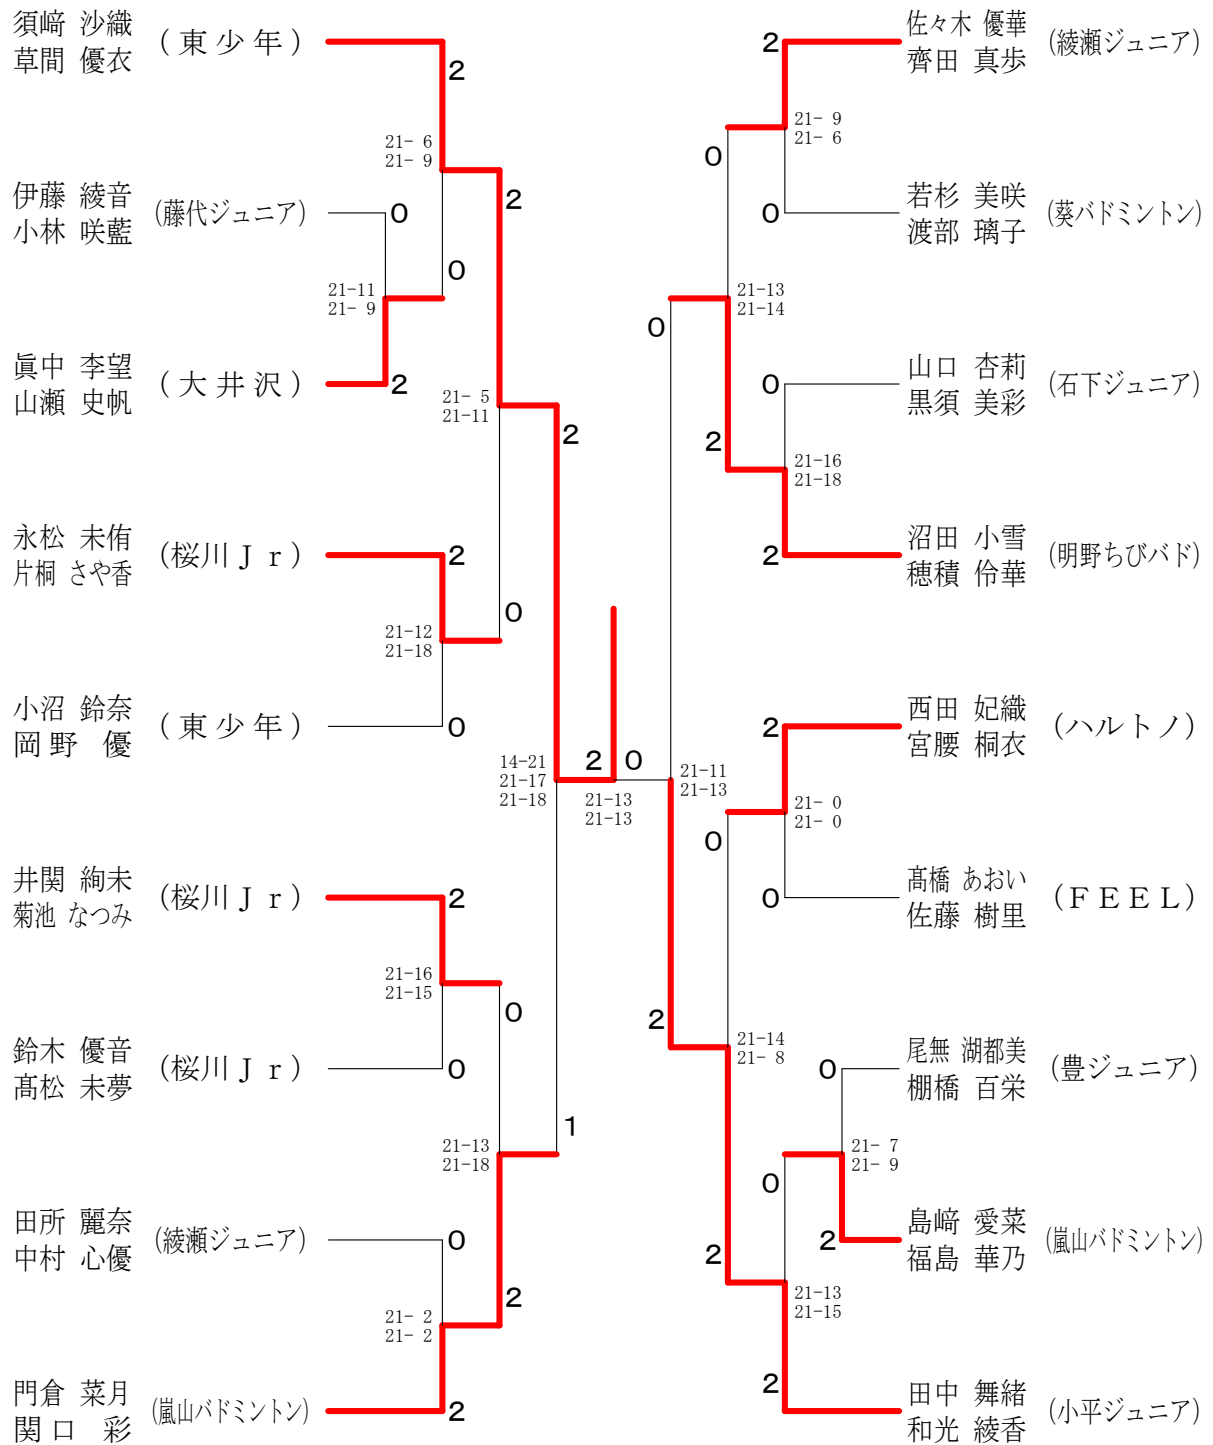 須﨑 沙織
草間 優衣
(東少年)
2
21- 6
21- 9
2
伊藤 綾音
小林 咲藍
(藤代ジュニア)
0
0
21-11
21- 9
眞中 李望
山瀬 史帆
(大井沢)
2
21- 5
21-11
2
永松 未侑
片桐 さや香
(桜川Jr)
2
0
21-12
21-18
小沼 鈴奈
岡野 優
(東少年)
0
14-21
21-17
21-18
2
0
21-13
21-13
井関 絢未
菊池 なつみ
(桜川Jr)
2
21-16
21-15
0
鈴木 優音
髙松 未夢
(桜川Jr)
0
1
21-13
21-18
田所 麗奈
中村 心優
(綾瀬ジュニア)
0
2
21- 2
21- 2
門倉 菜月
関口 彩
(嵐山バドミントン)
2
2
佐々木 優華
齊田 真歩
(綾瀬ジュニア)
21- 9
21- 6
0
0
若杉 美咲
渡部 璃子
(葵バドミントン)
21-13
21-14
0
0
山口 杏莉
黒須 美彩
(石下ジュニア)
2
21-16
21-18
2
沼田 小雪
穂積 伶華
(明野ちびバド)
2
西田 妃織
宮腰 桐衣
(ハルトノ)
21-11
21-13
21- 0
21- 0
0
0
髙橋 あおい
佐藤 樹里
(FEEL)
2
21-14
21- 8
0
尾無 湖都美
棚橋 百栄
(豊ジュニア)
21- 7
21- 9
0
2
島﨑 愛菜
福島 華乃
(嵐山バドミントン)
2
21-13
21-15
2
田中 舞緒
和光 綾香
(小平ジュニア)